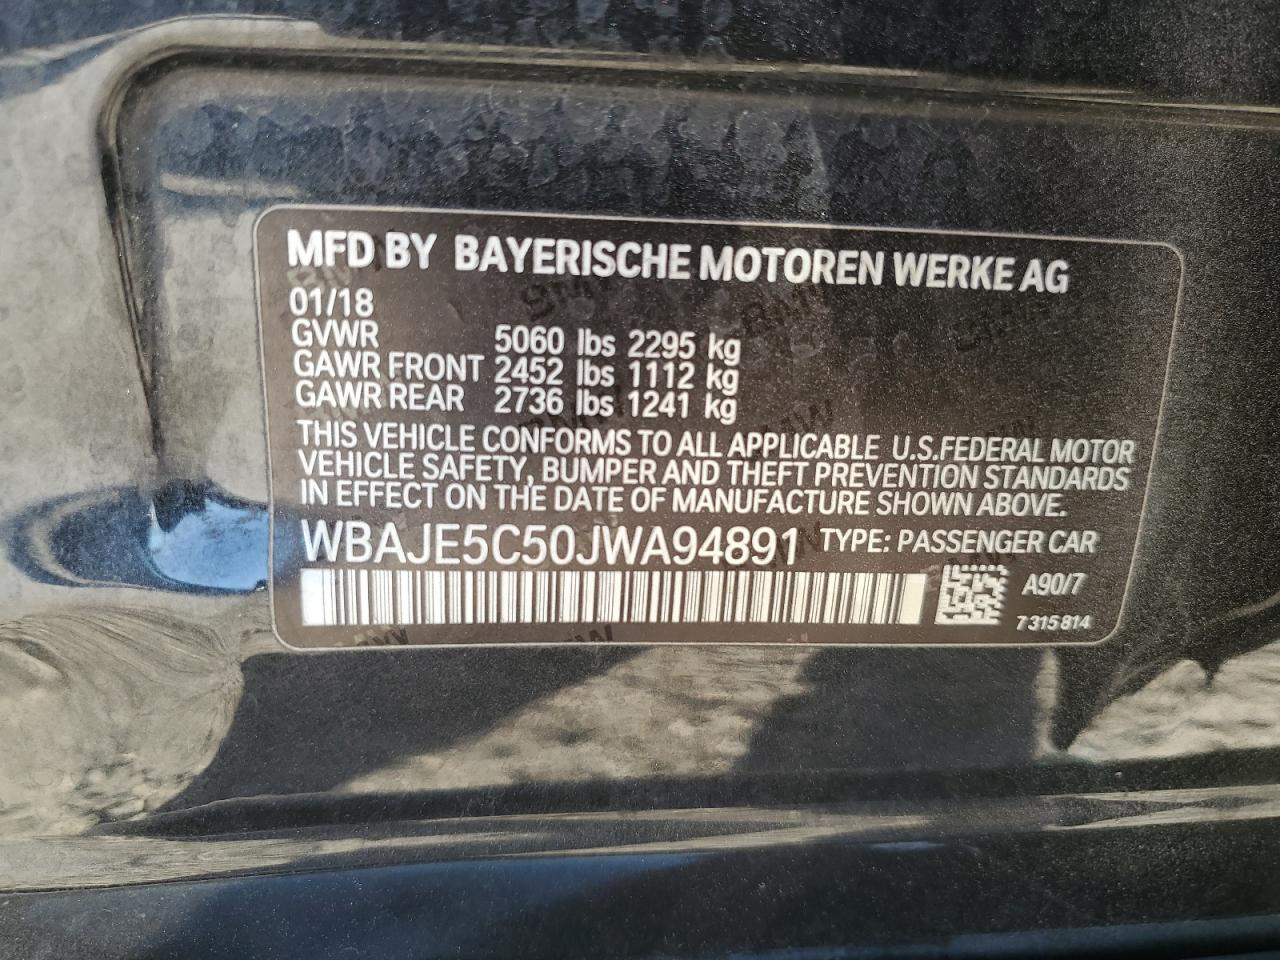 MFD BY BAYERISCHE MOTOREN WERKE AG
01/18
GVWR 5060 lbs 2295 kg
GAWR FRONT 2452 lbs 1112 kg
GAWR REAR 2736 lbs 1241 kg
THIS VEHICLE CONFORMS TO ALL APPLICABLE U.S.FEDERAL MOTOR
VEHICLE SAFETY, BUMPER AND THEFT PREVENTION STANDARDS
IN EFFECT ON THE DATE OF MANUFACTURE SHOWN ABOVE.
WBAJE5C50JWA94891 TYPE: PASSENGER CAR
A90/7
7 315 814